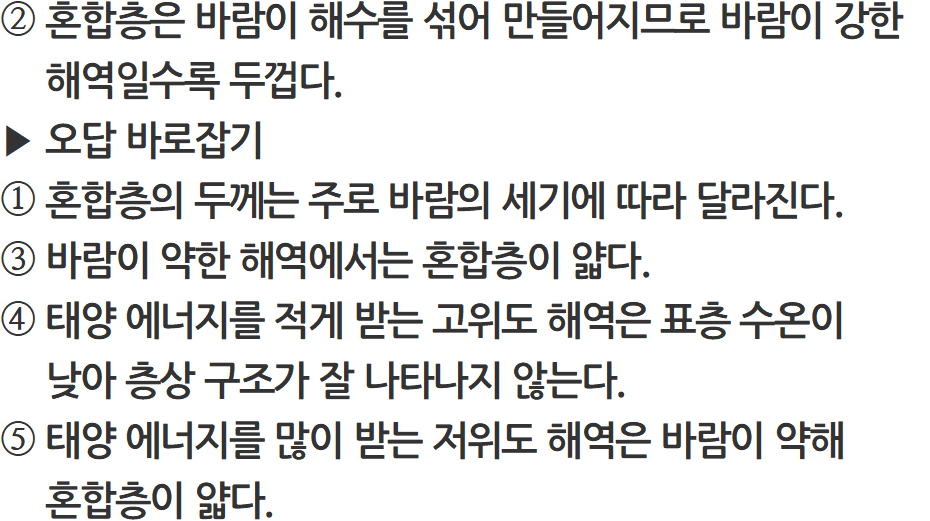 ② 혼합층은 바람이 해수를 섞어 만들어지므로 바람이 강한
해역일수록 두껍다.
▶ 오답 바로잡기
① 혼합층의 두께는 주로 바람의 세기에 따라 달라진다.
③ 바람이 약한 해역에서는 혼합층이 얇다.
④ 태양 에너지를 적게 받는 고위도 해역은 표층 수온이
낮아 층상 구조가 잘 나타나지 않는다.
⑤ 태양 에너지를 많이 받는 저위도 해역은 바람이 약해
혼합층이 얇다.